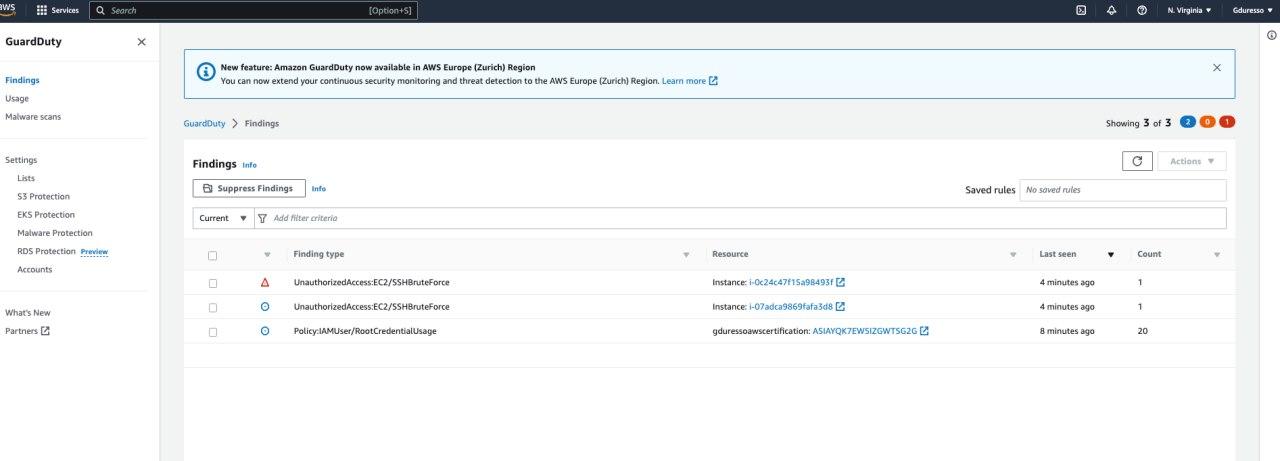 aws Services Search [Option+S] N. Virginia Gduresso
GuardDuty
Findings
Usage
Malware scans
Settings
Lists
S3 Protection
EKS Protection
Malware Protection
RDS Protection Preview
Accounts
What's New
Partners
New feature: Amazon GuardDuty now available in AWS Europe (Zurich) Region
You can now extend your continuous security monitoring and threat detection to the AWS Europe (Zurich) Region. Learn more
GuardDuty > Findings Showing 3 of 3 2 0 1
Findings Info
Actions
Suppress Findings Info Saved rules No saved rules
Current Add filter criteria
Finding type Resource Last seen Count
UnauthorizedAccess:EC2/SSHBruteForce Instance: i-0c24c47f15a98493f 4 minutes ago 1
UnauthorizedAccess:EC2/SSHBruteForce Instance: i-07adca9869fafa3d8 4 minutes ago 1
Policy:IAMUser/RootCredentialUsage gduressoawscertification: ASIAYQK7EW5IZGWTSG2G 8 minutes ago 20